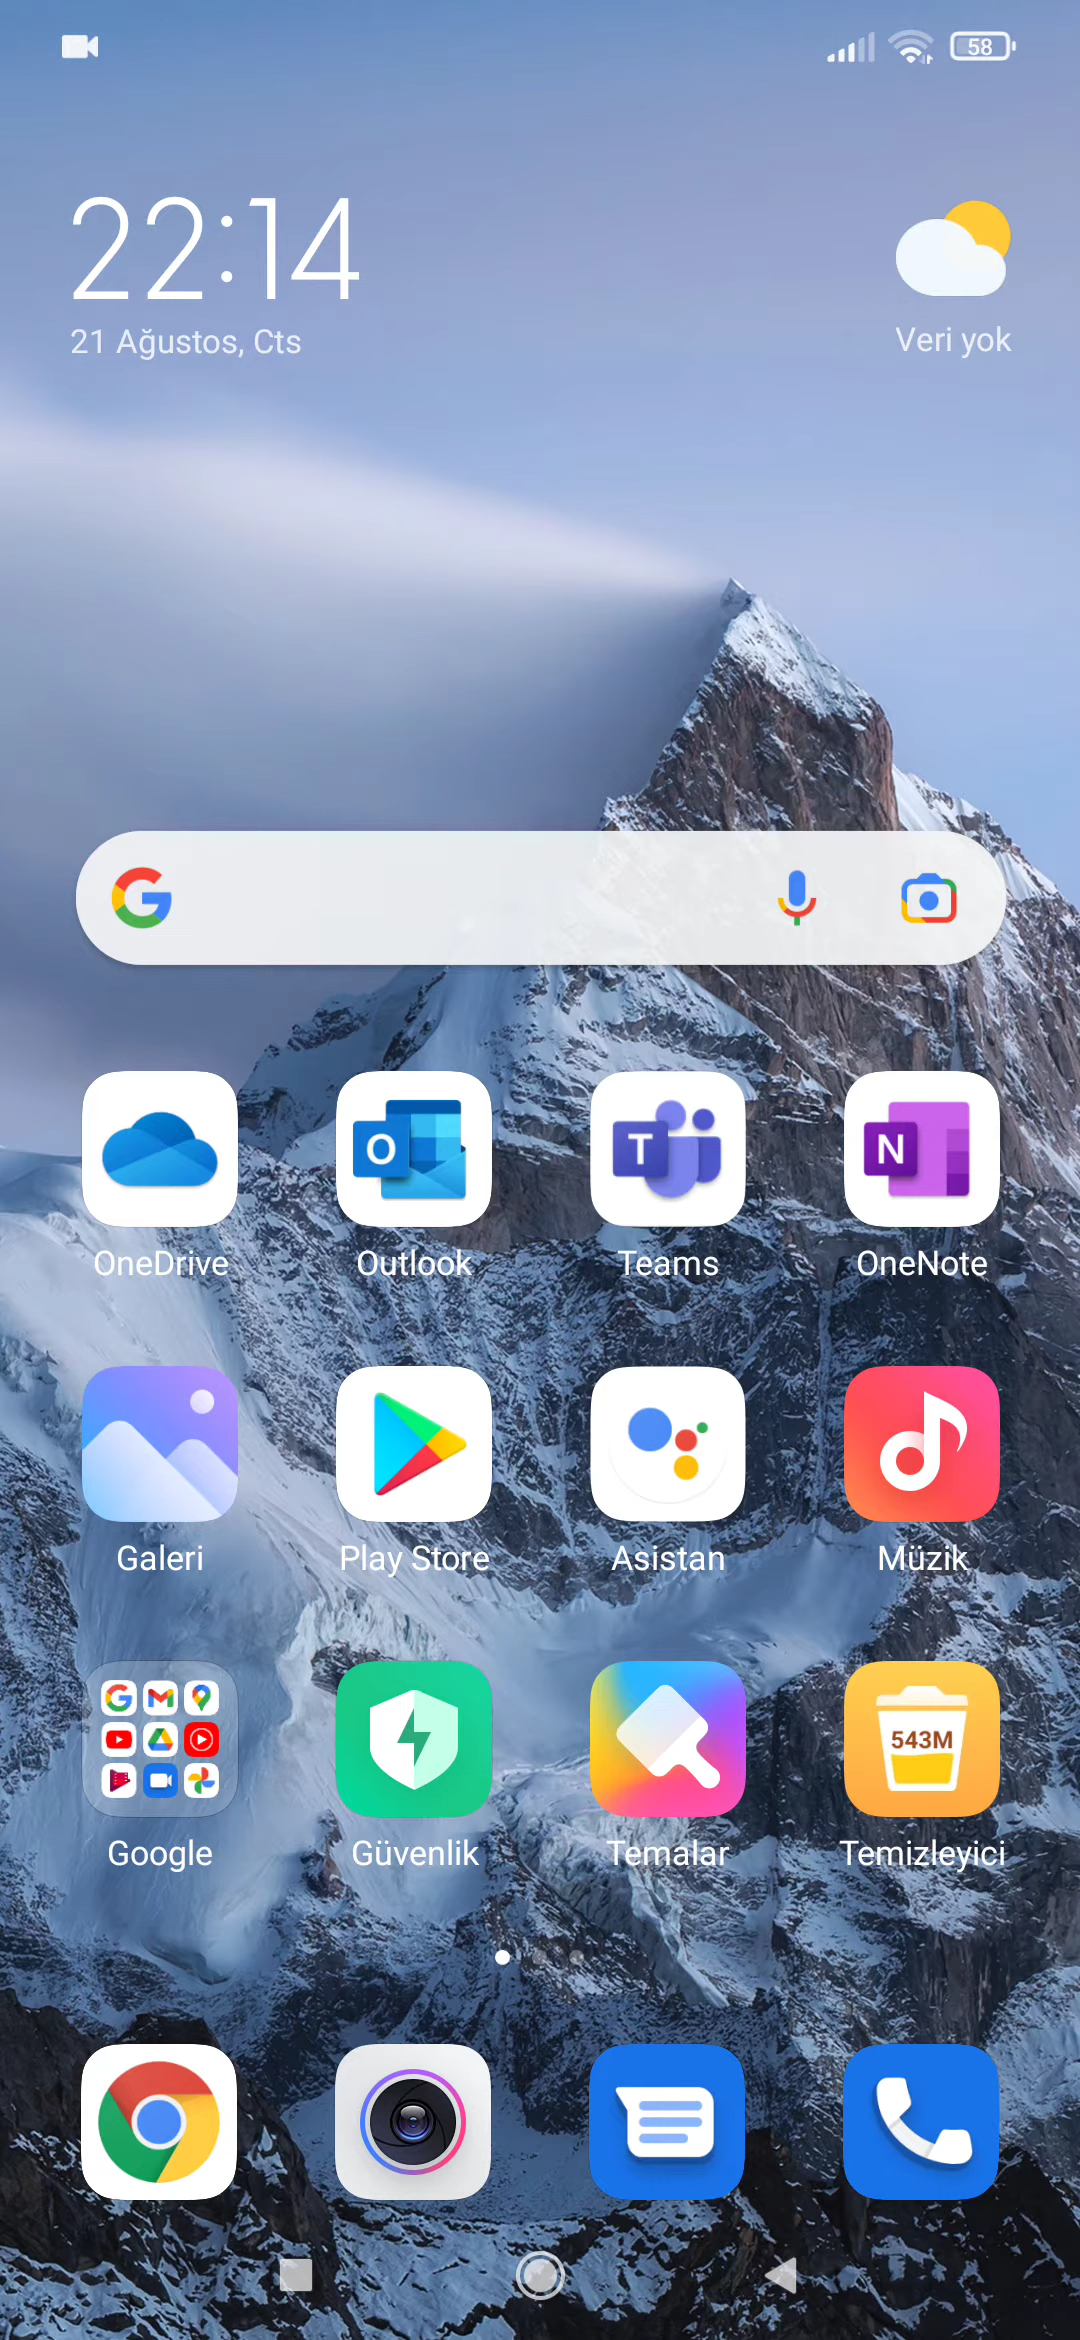 58
22:14
21 Ağustos, Cts
Veri yok
OneDrive
Outlook
Teams
OneNote
Galeri
Play Store
Asistan
Müzik
543M
Google
Güvenlik
Temalar
Temizleyici